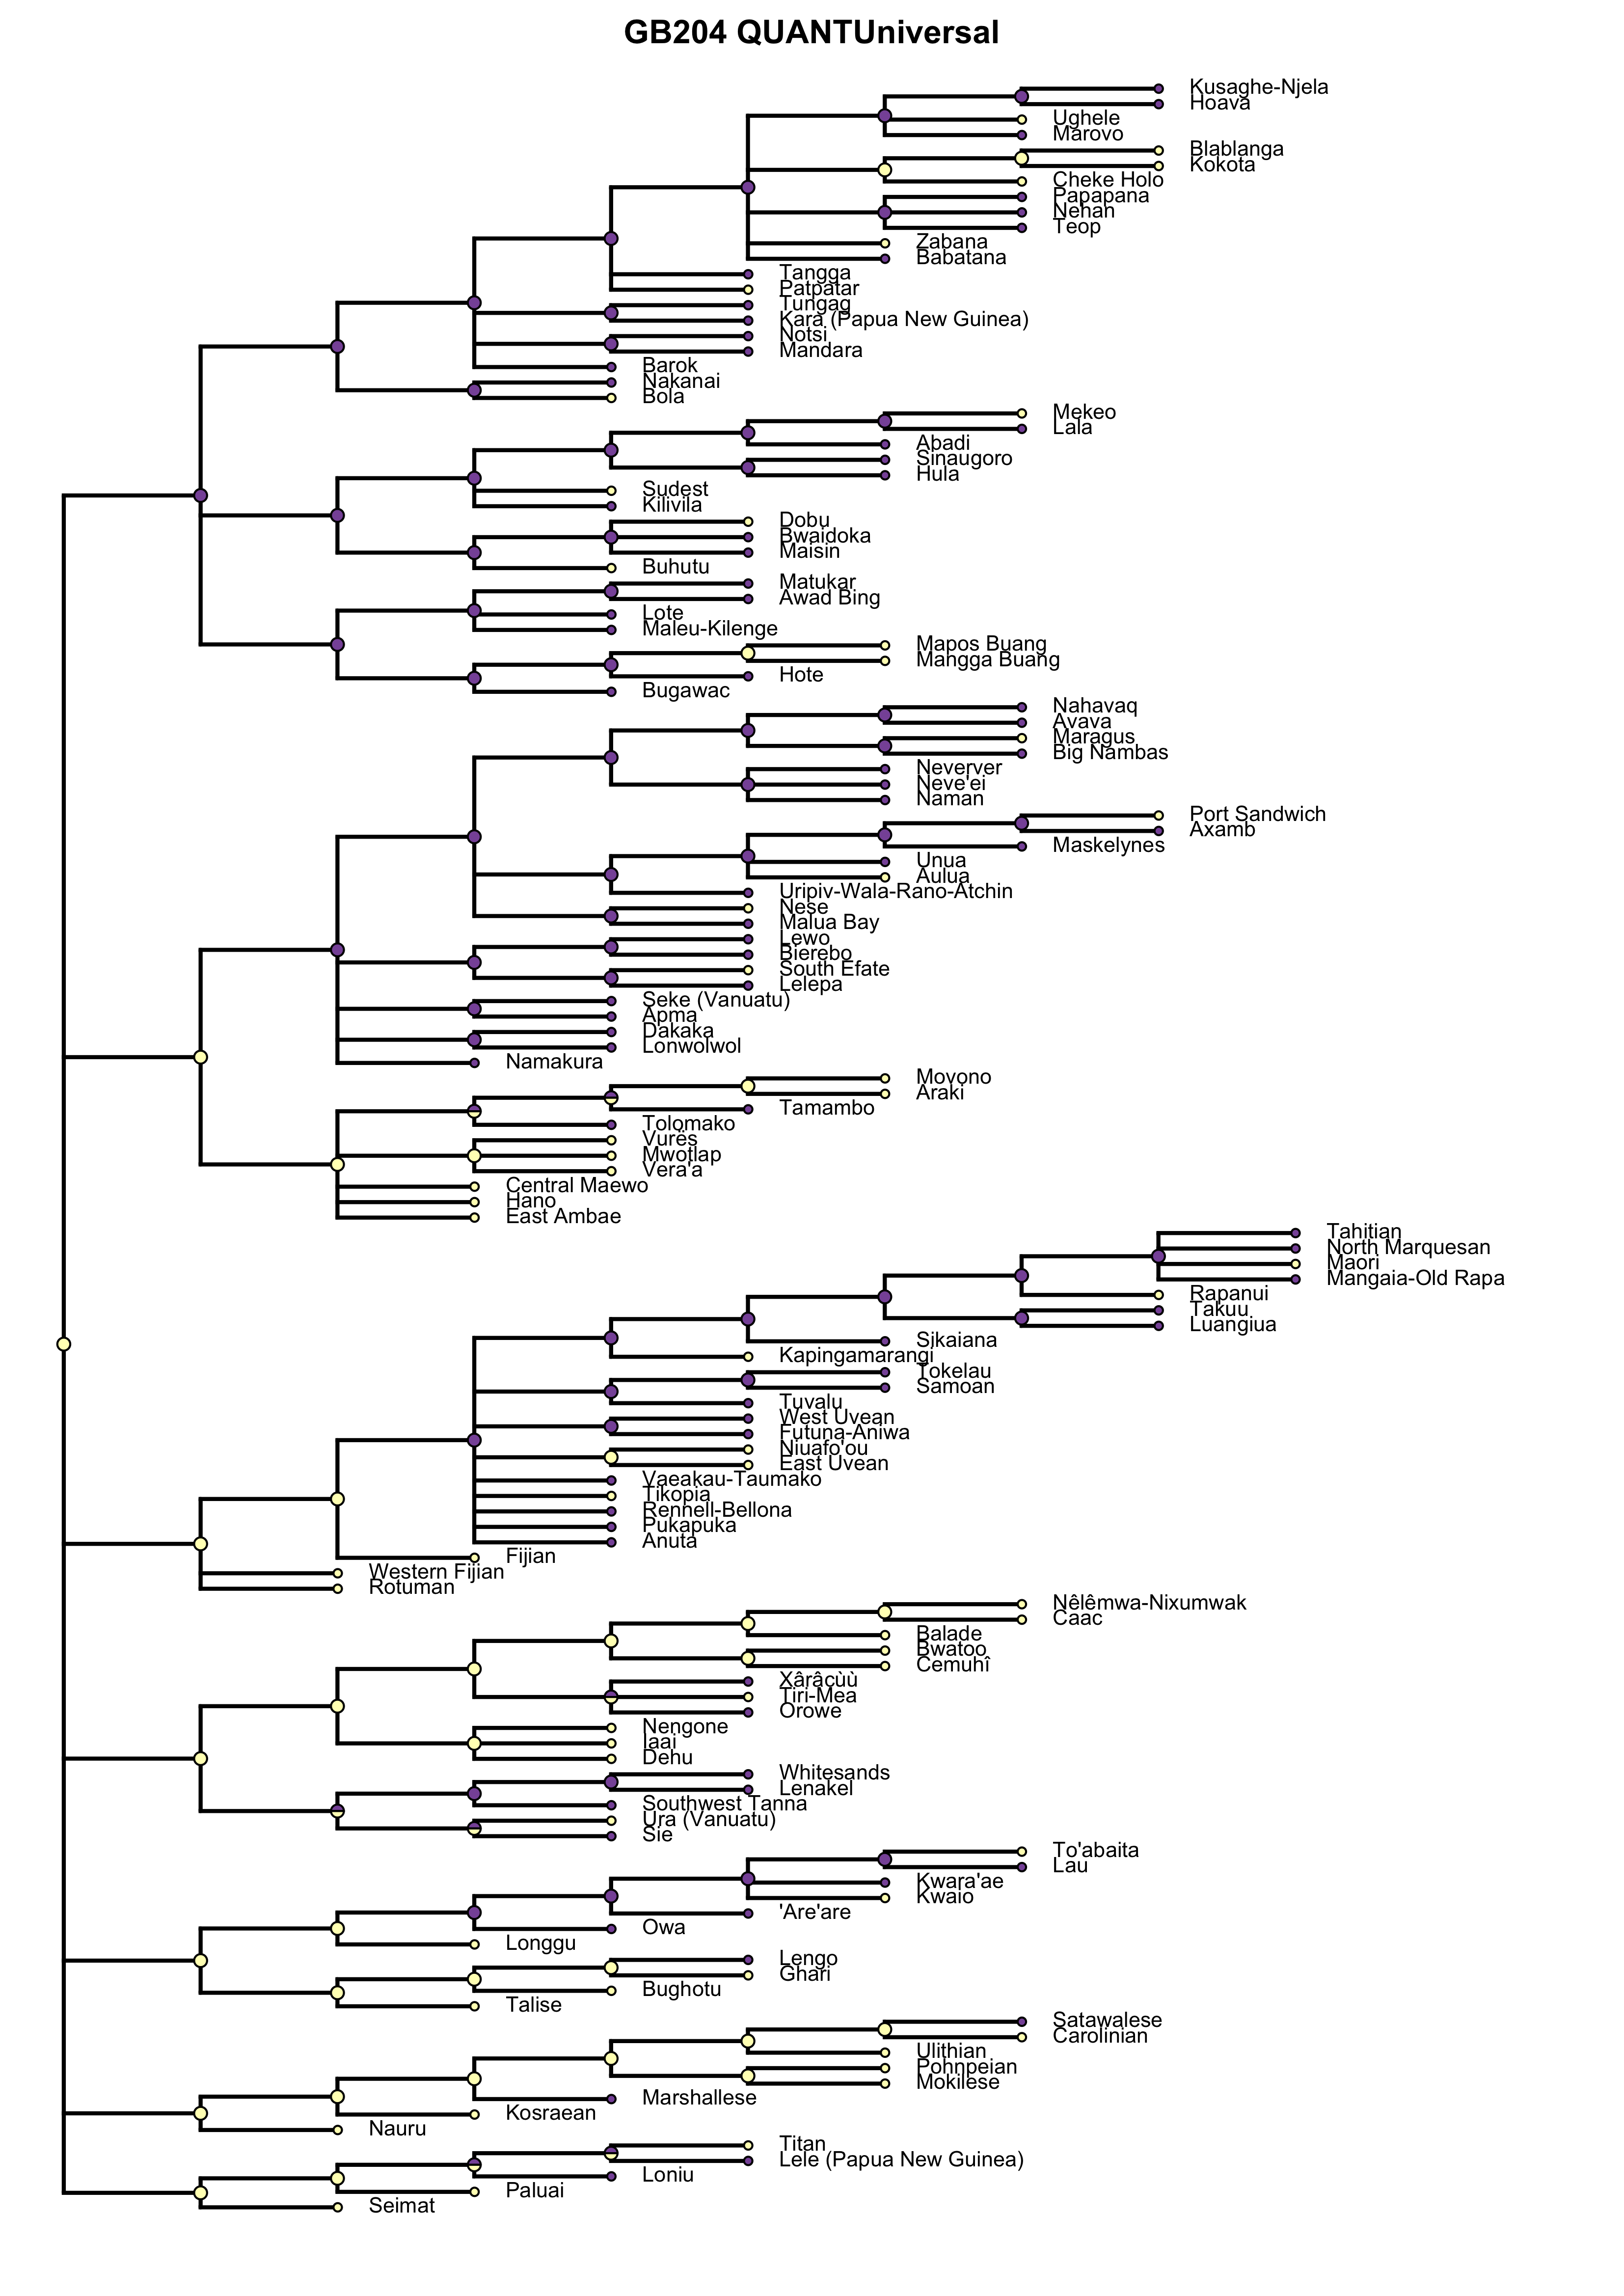 GB204 QUANTUniversal
Kusaghe-Njela
Hoava
Ughele
Marovo
Blablanga
Kokota
Cheke Holo
Papapana
Nehan
Teop
Zabana
Babatana
Tangga
Patpatar
Tungag
Kara (Papua New Guinea)
Notsi
Mandara
Barok
Nakanai
Bola
Mekeo
Lala
Abadi
Sinaugoro
Hula
Sudest
Kilivila
Dobu
Bwaidoka
Maisin
Buhutu
Matukar
Awad Bing
Lote
Maleu-Kilenge
Mapos Buang
Mangga Buang
Hote
Bugawac
Nahavaq
Avava
Maragus
Big Nambas
Neverver
Neve'ei
Naman
Port Sandwich
Axamb
Maskelynes
Unua
Aulua
Uripiv-Wala-Rano-Atchin
Nese
Malua Bay
Lewo
Bierebo
South Efate
Lelepa
Seke (Vanuatu)
Apma
Dakaka
Lonwolwol
Namakura
Movono
Araki
Tamambo
Tolomako
Vurës
Mwotlap
Vera'a
Central Maewo
Hano
East Ambae
Tahitian
North Marquesan
Maori
Mangaia-Old Rapa
Rapanui
Takuu
Luangiua
Sikaiana
Kapingamarangi
Tokelau
Samoan
Tuvalu
West Uvean
Futuna-Aniwa
Niuafo'ou
East Uvean
Vaeakau-Taumako
Tikopia
Rennell-Bellona
Pukapuka
Anuta
Fijian
Western Fijian
Rotuman
Nêlêmwa-Nixumwak
Caac
Balade
Bwatoo
Cemuhî
Xârâcùù
Tiri-Mea
Orowe
Nengone
Iaai
Dehu
Whitesands
Lenakel
Southwest Tanna
Ura (Vanuatu)
Sie
To'abaita
Lau
Kwara'ae
Kwaio
'Are'are
Owa
Longgu
Lengo
Ghari
Bughotu
Talise
Satawalese
Carolinian
Ulithian
Pohnpeian
Mokilese
Marshallese
Kosraean
Nauru
Titan
Lele (Papua New Guinea)
Loniu
Paluai
Seimat